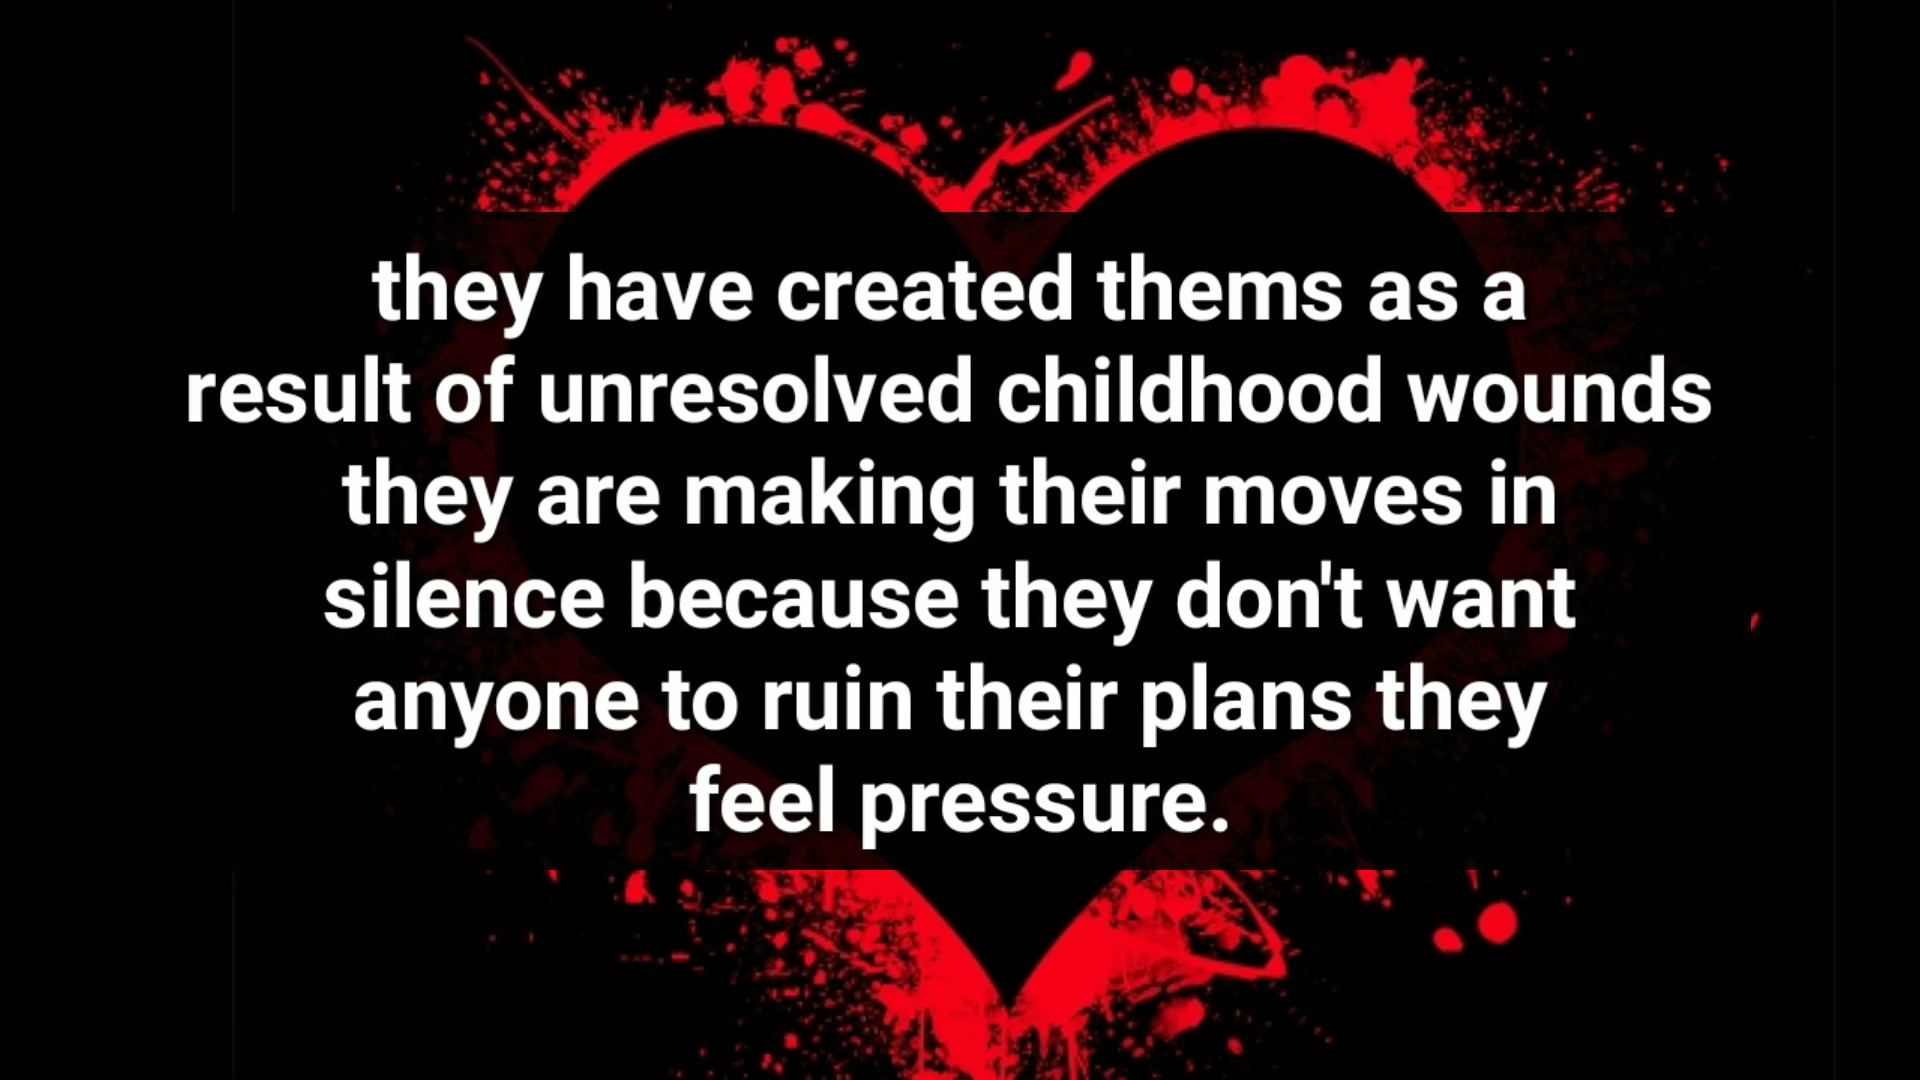 they have created thems as a
result of unresolved childhood wounds
they are making their moves in
silence because they don't want
anyone to ruin their plans they
feel pressure.